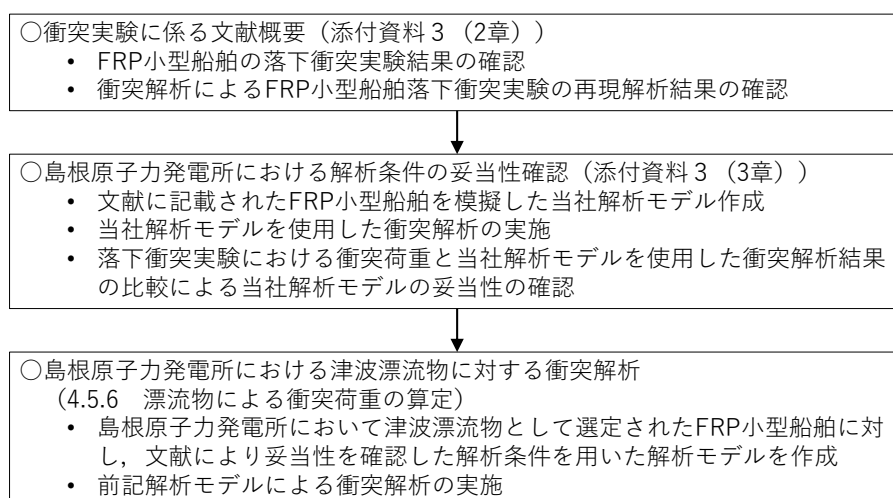 ○衝突実験に係る文献概要（添付資料３（2章））
• FRP小型船舶の落下衝突実験結果の確認
• 衝突解析によるFRP小型船舶落下衝突実験の再現解析結果の確認
○島根原子力発電所における解析条件の妥当性確認（添付資料３（3章））
• 文献に記載されたFRP小型船舶を模擬した当社解析モデル作成
• 当社解析モデルを使用した衝突解析の実施
• 落下衝突実験における衝突荷重と当社解析モデルを使用した衝突解析結果
の比較による当社解析モデルの妥当性の確認
○島根原子力発電所における津波漂流物に対する衝突解析
（4.5.6　漂流物による衝突荷重の算定）
• 島根原子力発電所において津波漂流物として選定されたFRP小型船舶に対
し，文献により妥当性を確認した解析条件を用いた解析モデルを作成
• 前記解析モデルによる衝突解析の実施